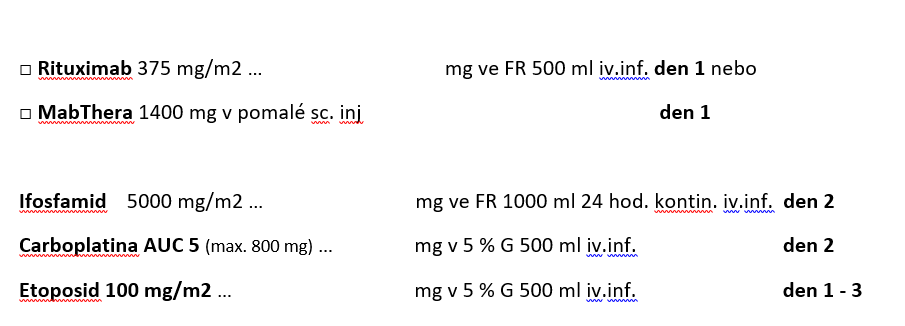 □ Rituximab 375 mg/m2 ... mg ve FR 500 ml iv.inf. den 1 nebo
□ MabThera 1400 mg v pomalé sc. inj den 1
Ifosfamid 5000 mg/m2 ... mg ve FR 1000 ml 24 hod. kontin. iv.inf. den 2
Carboplatina AUC 5 (max. 800 mg) ... mg v 5 % G 500 ml iv.inf. den 2
Etoposid 100 mg/m2 ... mg v 5 % G 500 ml iv.inf. den 1 - 3